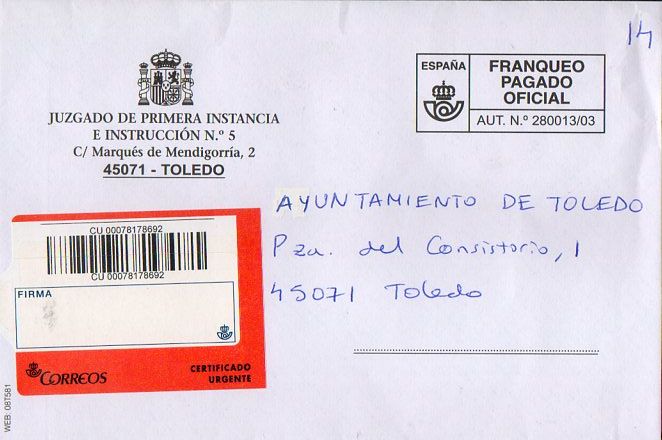 14
JUZGADO DE PRIMERA INSTANCIA
E INSTRUCCIÓN N.º 5
C/ Marqués de Mendigorría, 2
45071 - TOLEDO
ESPAÑA
FRANQUEO
PAGADO
OFICIAL
AUT. N.º 280013/03
AYUNTAMIENTO DE TOLEDO
Pza. del Consistorio, 1
45071 Toledo
CU 00078178692
CU 00078178692
FIRMA
CORREOS
CERTIFICADO
URGENTE
WEB: 08T581